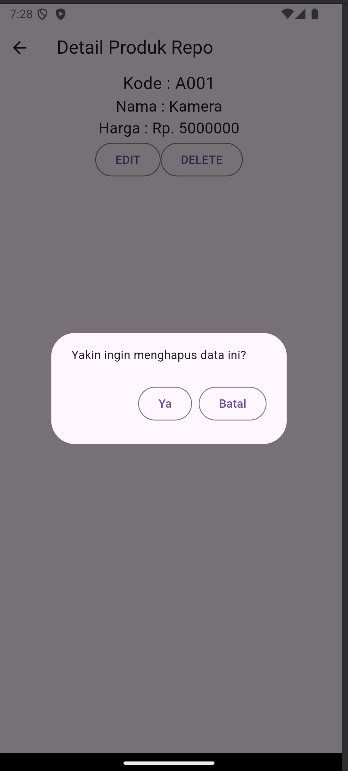 7:28
Detail Produk Repo
Kode : A001
Nama : Kamera
Harga : Rp. 5000000
EDIT DELETE
Yakin ingin menghapus data ini?
Ya Batal